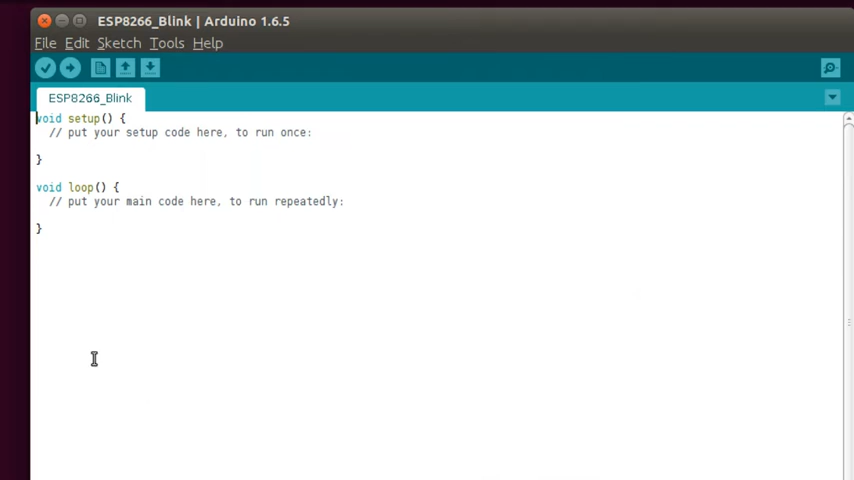 ESP8266_Blink | Arduino 1.6.5
File Edit Sketch Tools Help
ESP8266_Blink
void setup() {
  // put your setup code here, to run once:
}
void loop() {
  // put your main code here, to run repeatedly:
}